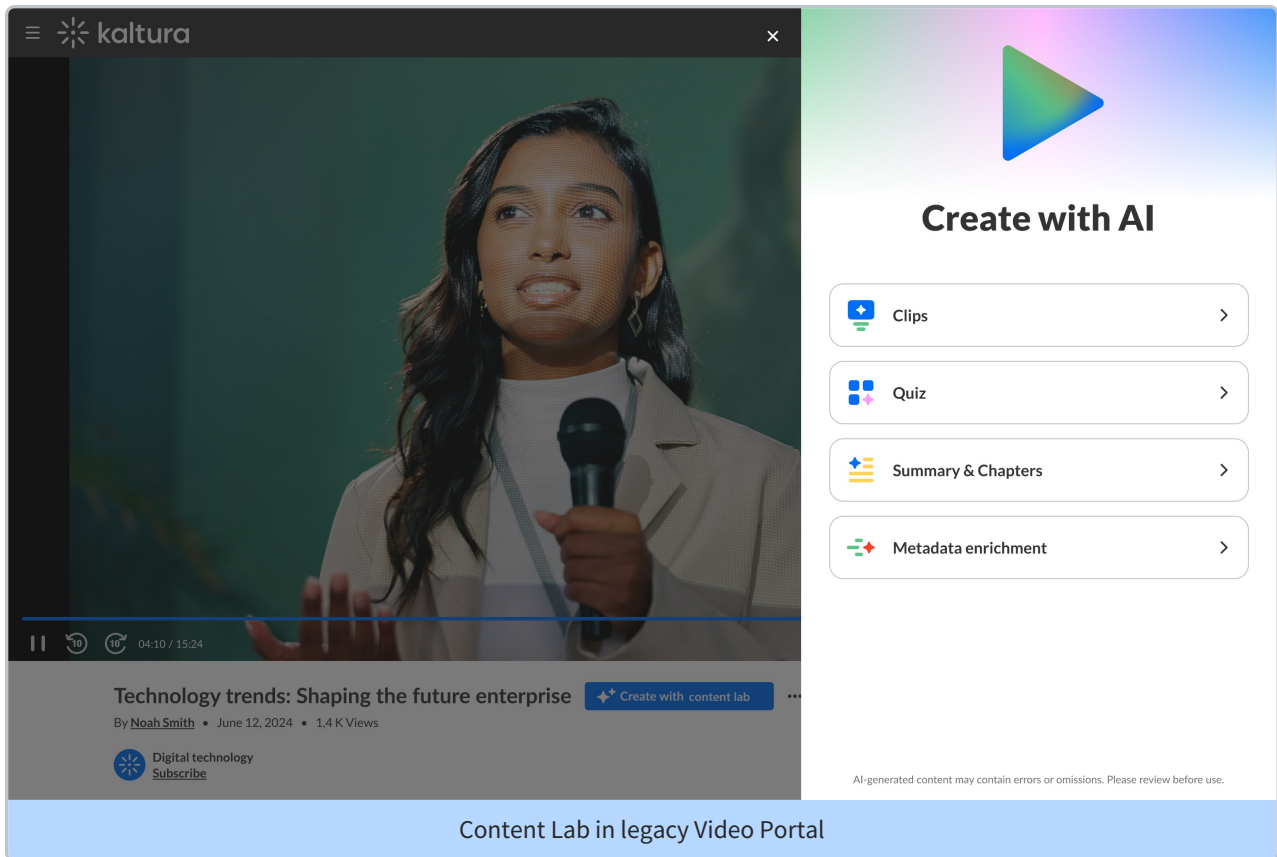 kaltura
10 10 04:10 / 15:24
Technology trends: Shaping the future enterprise
Create with content lab
By Noah Smith • June 12, 2024 • 1,4 K Views
Digital technology
Subscribe
Create with AI
Clips
Quiz
Summary & Chapters
Metadata enrichment
AI-generated content may contain errors or omissions. Please review before use.
Content Lab in legacy Video Portal